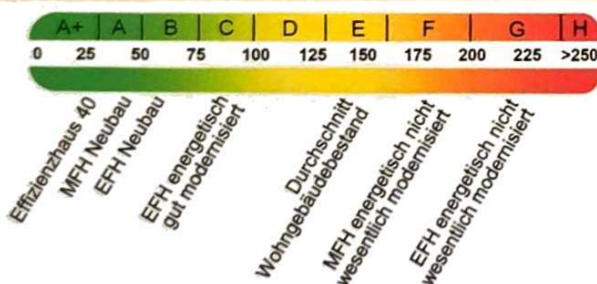 A+ A B C D E F G H
0 25 50 75 100 125 150 175 200 225 >250
Effizienzhaus 40
MFH Neubau
EFH Neubau
EFH energetisch
gut modernisiert
Durchschnitt
Wohngebäudebestand
MFH energetisch nicht
wesentlich modernisiert
EFH energetisch nicht
wesentlich modernisiert